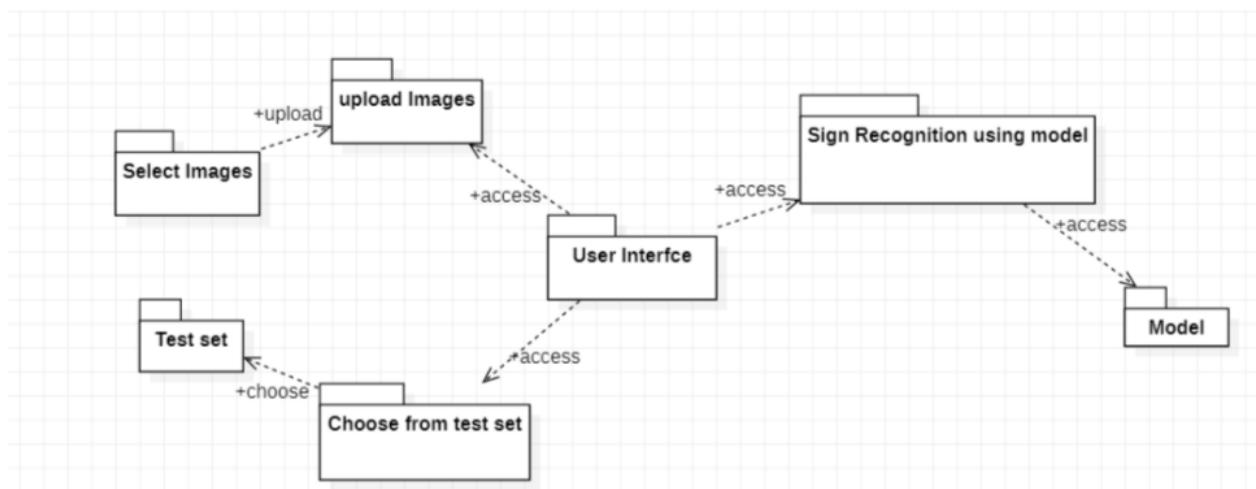 upload Images
+upload
Select Images
Sign Recognition using model
+access
+access
+access
User Interfce
Model
Test set
+access
+choose
Choose from test set